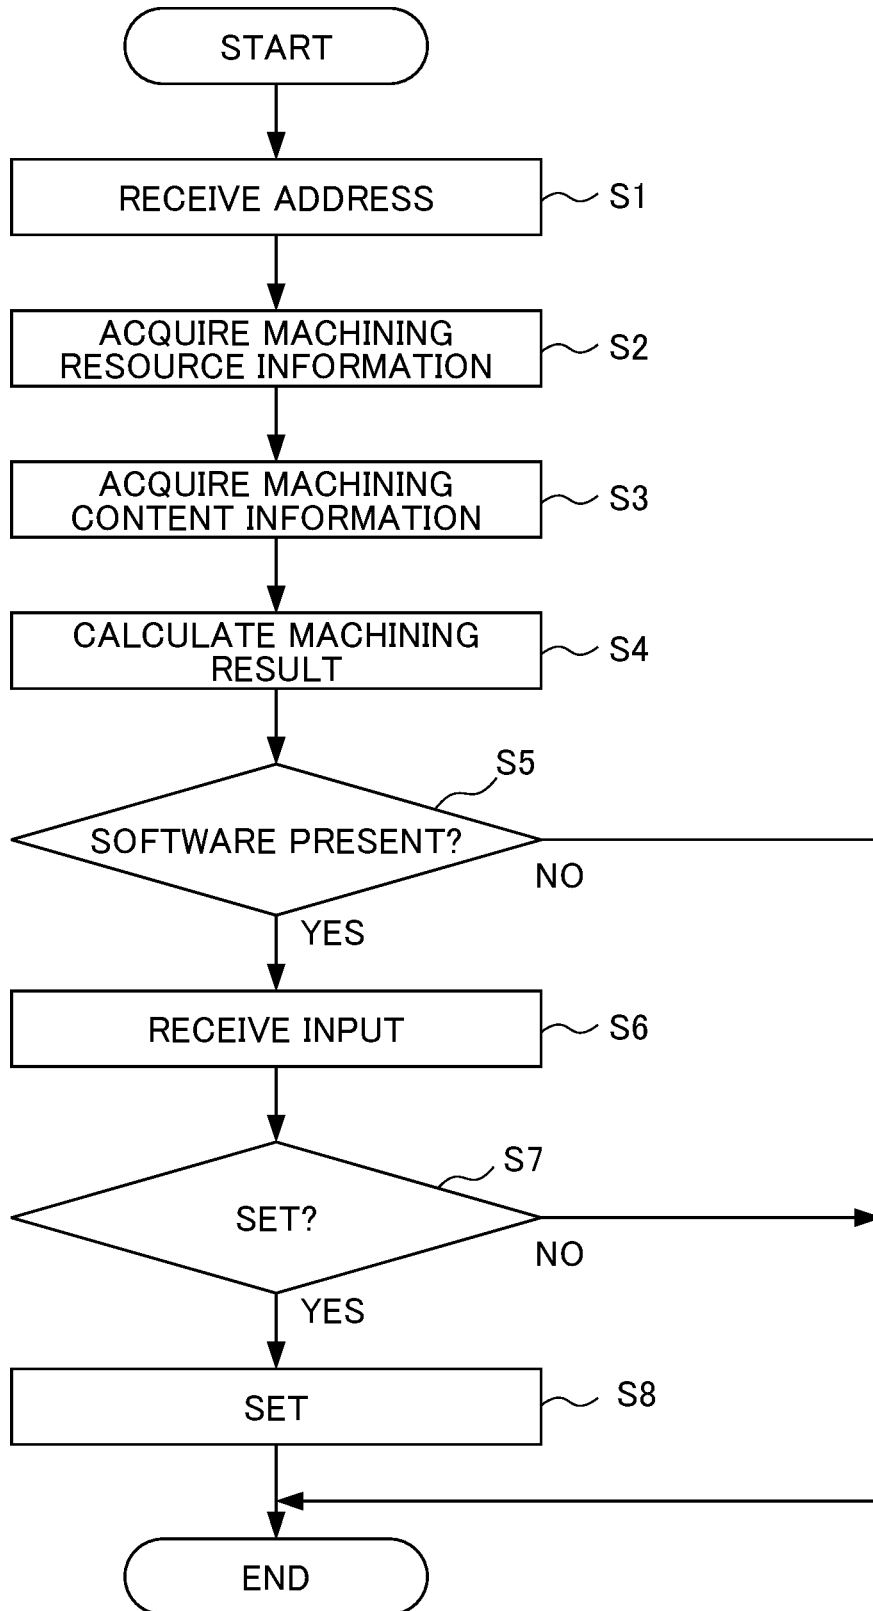 START
RECEIVE ADDRESS
S1
ACQUIRE MACHINING
RESOURCE INFORMATION
S2
ACQUIRE MACHINING
CONTENT INFORMATION
S3
CALCULATE MACHINING
RESULT
S4
S5
SOFTWARE PRESENT?
NO
YES
RECEIVE INPUT
S6
S7
SET?
NO
YES
SET
S8
END